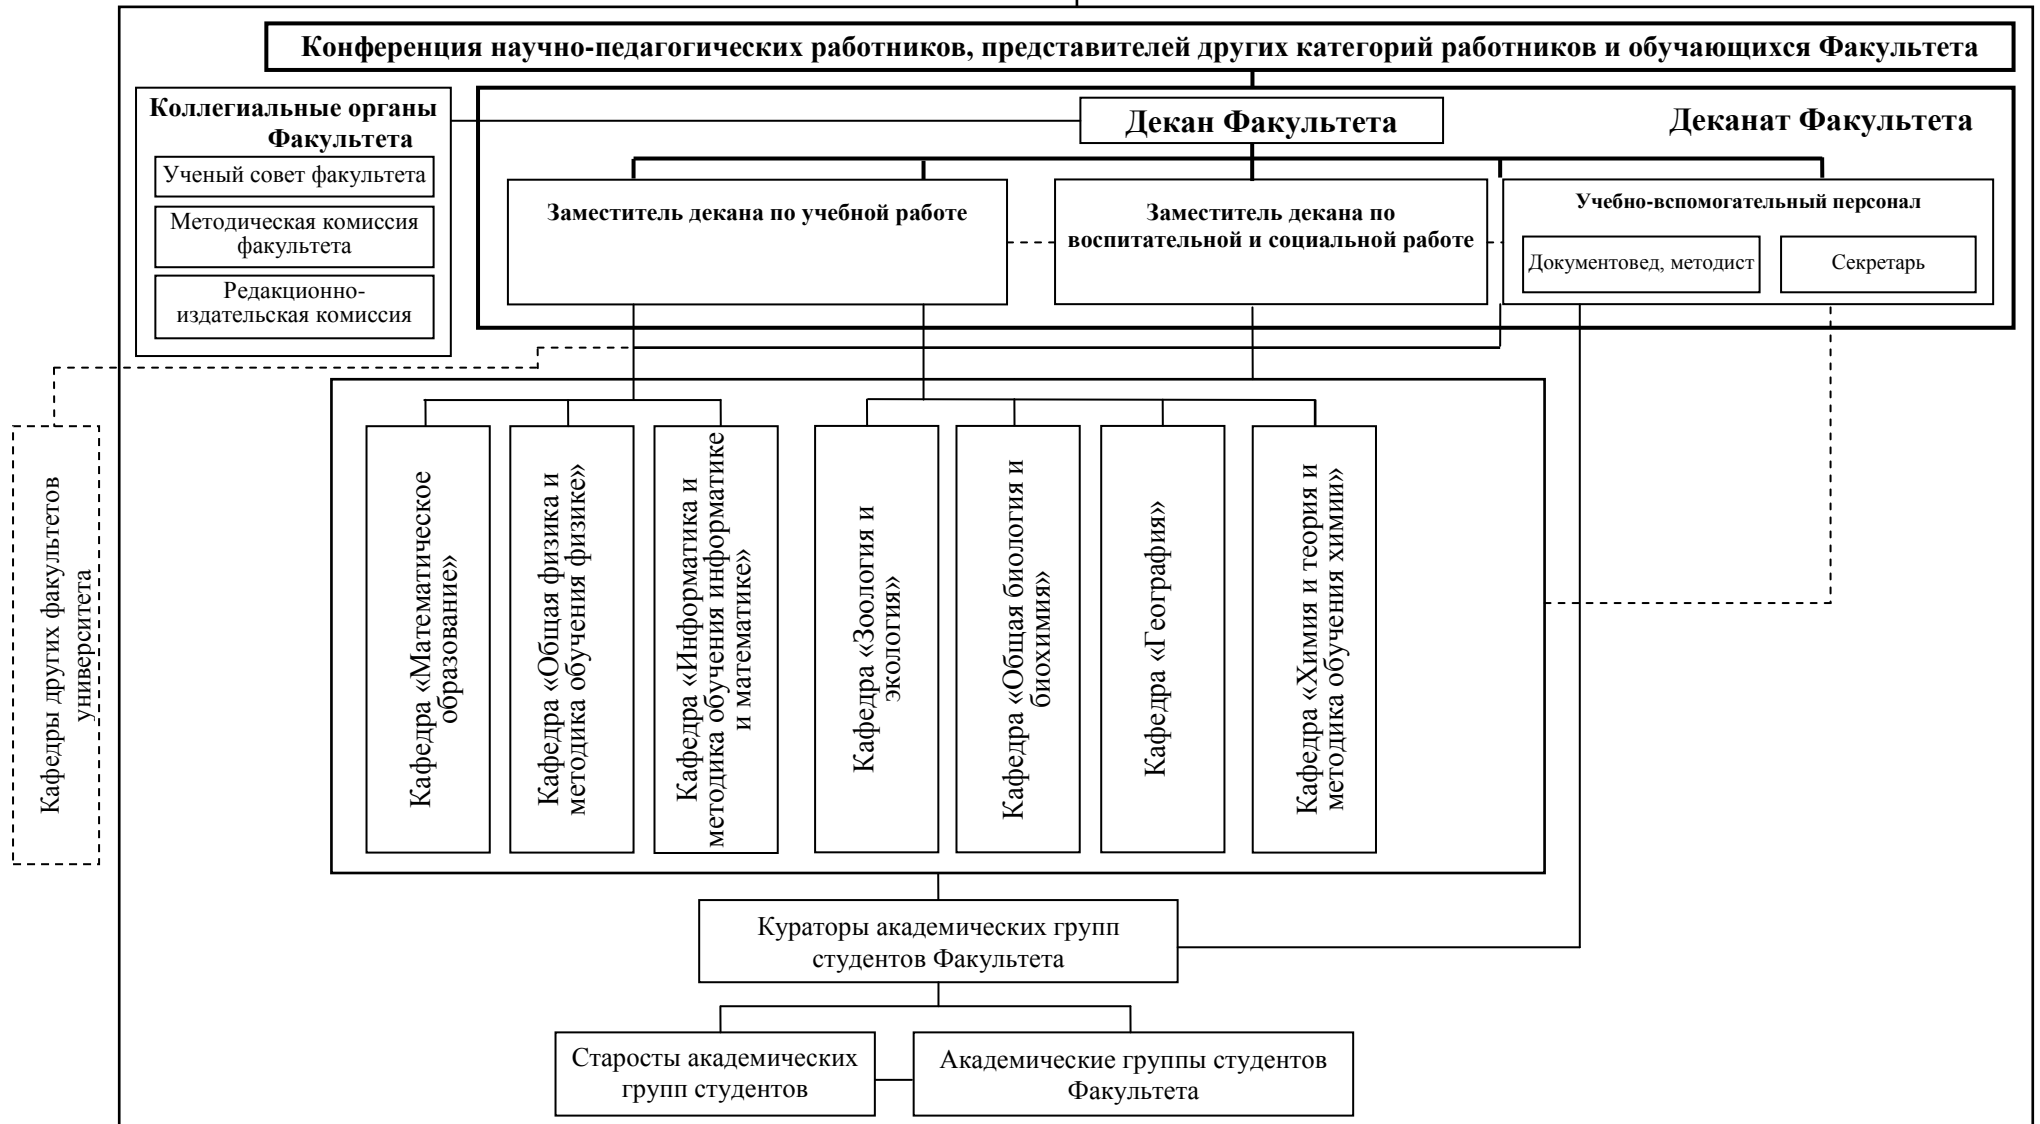 Конференция научно-педагогических работников, представителей других категорий работников и обучающихся Факультета
Коллегиальные органы
Факультета
Ученый совет факультета
Методическая комиссия
факультета
Редакционно-
издательская комиссия
Декан Факультета
Деканат Факультета
Заместитель декана по учебной работе
Заместитель декана по
воспитательной и социальной работе
Учебно-вспомогательный персонал
Документовед, методист
Секретарь
Кафедры других факультетов
университета
Кафедра «Математическое
образование»
Кафедра «Общая физика и
методика обучения физике»
Кафедра «Информатика и
методика обучения информатике
и математике»
Кафедра «Зоология и
экология»
Кафедра «Общая биология и
биохимия»
Кафедра «География»
Кафедра «Химия и теория и
методика обучения химии»
Кураторы академических групп
студентов Факультета
Старосты академических
групп студентов
Академические группы студентов
Факультета